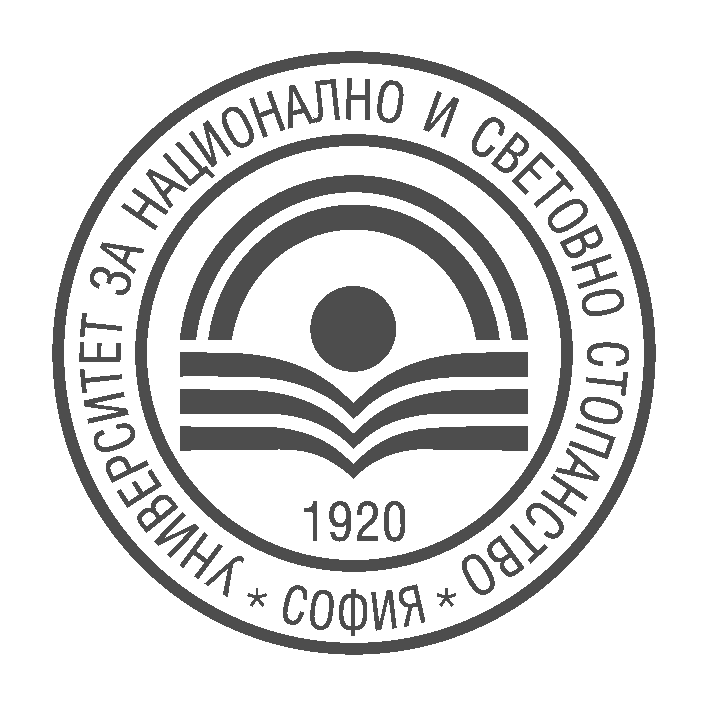 УНИВЕРСИТЕТ ЗА НАЦИОНАЛНО И СВЕТОВНО СТОПАНСТВО
* СОФИЯ *
1920